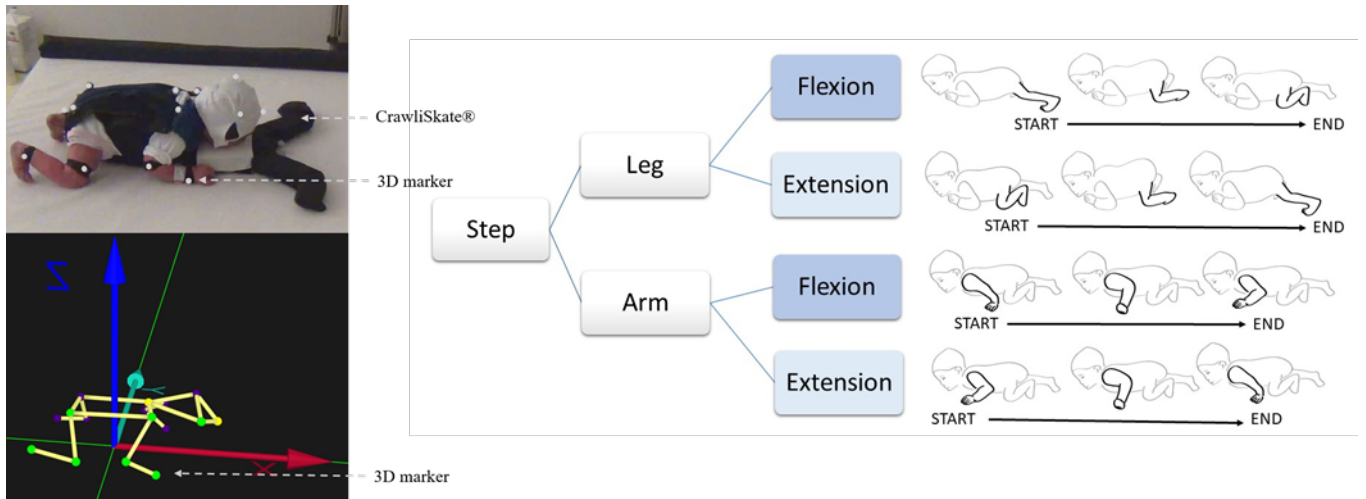 CrawliSkate®
3D marker
Z
Y
X
3D marker
Step
Leg
Arm
Flexion
Extension
Flexion
Extension
START
END
START
END
START
END
START
END